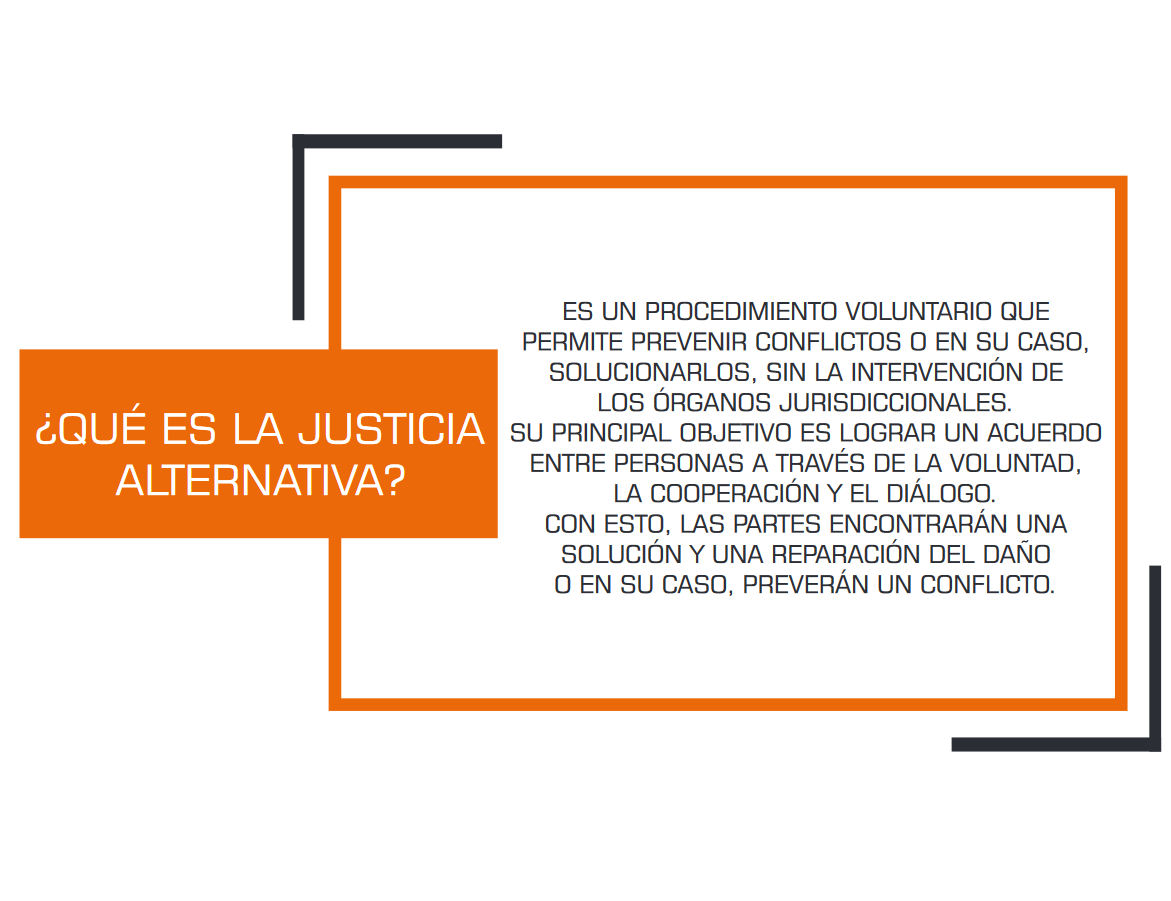 ¿QUÉ ES LA JUSTICIA
ALTERNATIVA?
ES UN PROCEDIMIENTO VOLUNTARIO QUE
PERMITE PREVENIR CONFLICTOS O EN SU CASO,
SOLUCIONARLOS, SIN LA INTERVENCIÓN DE
LOS ÓRGANOS JURISDICCIONALES.
SU PRINCIPAL OBJETIVO ES LOGRAR UN ACUERDO
ENTRE PERSONAS A TRAVÉS DE LA VOLUNTAD,
LA COOPERACIÓN Y EL DIÁLOGO.
CON ESTO, LAS PARTES ENCONTRARÁN UNA
SOLUCIÓN Y UNA REPARACIÓN DEL DAÑO
O EN SU CASO, PREVERÁN UN CONFLICTO.